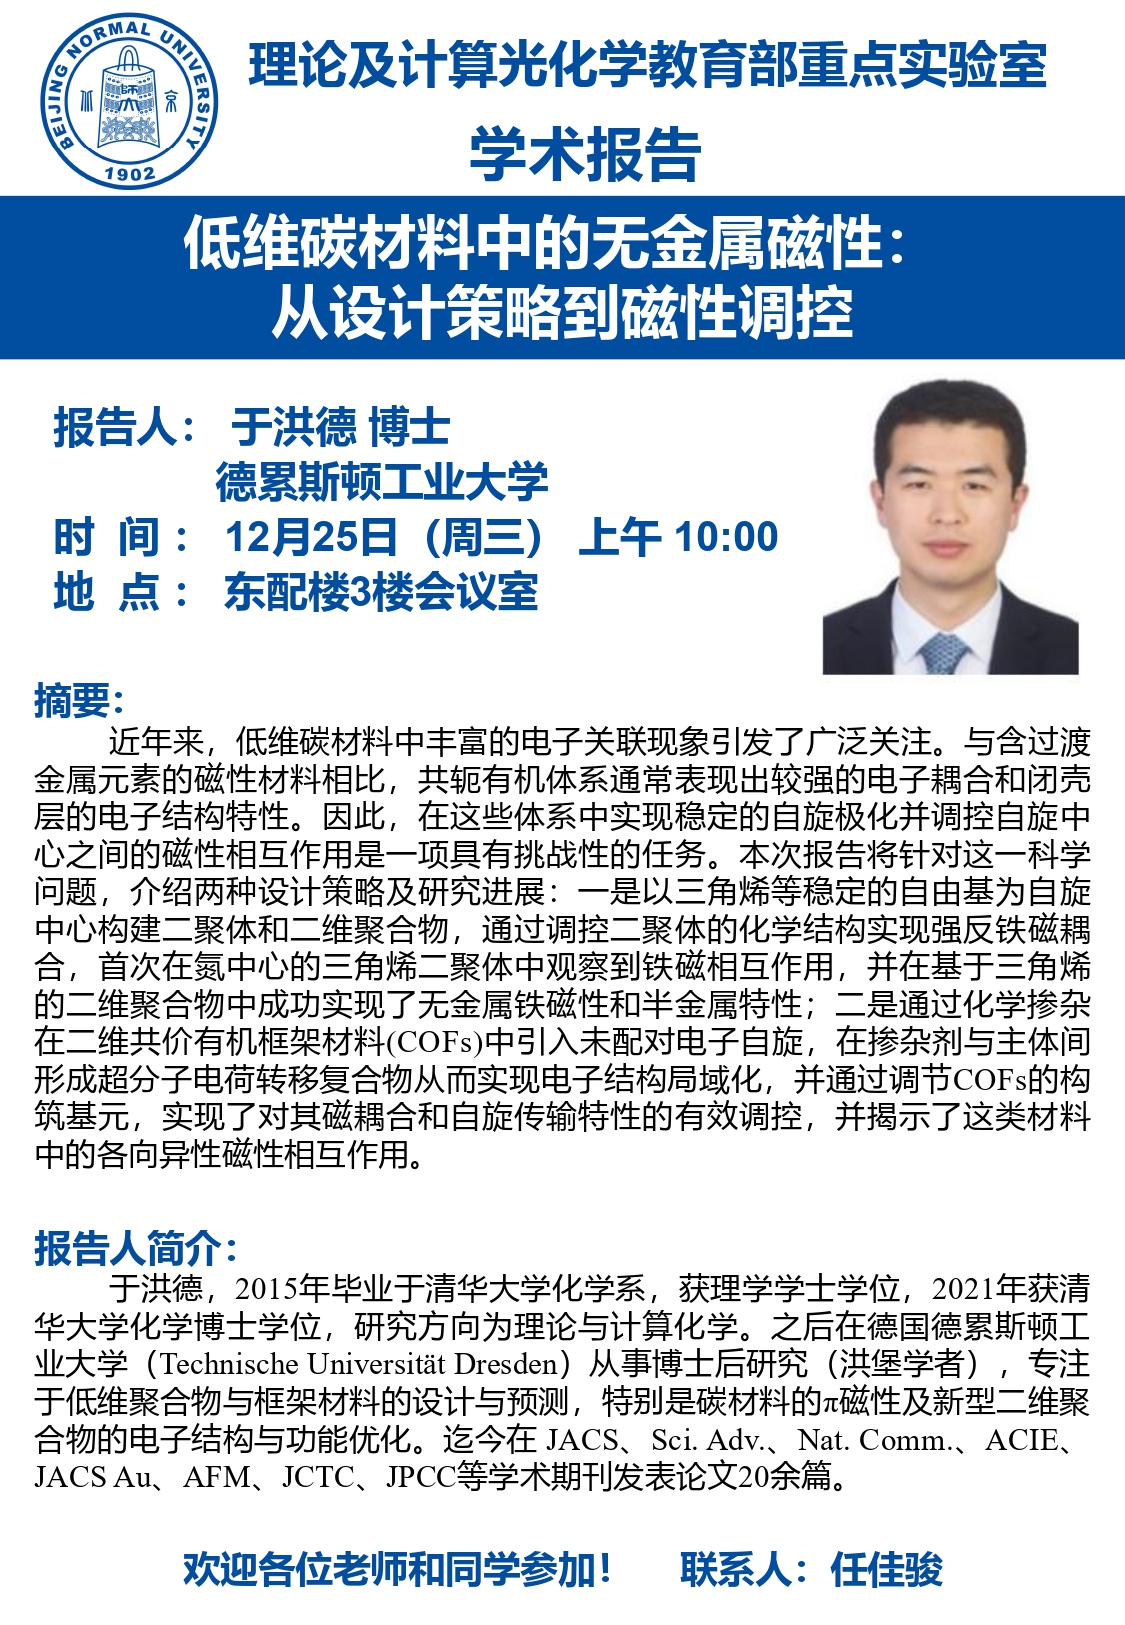 BEIJING NORMAL UNIVERSITY
1902
理论及计算光化学教育部重点实验室
学术报告
低维碳材料中的无金属磁性：
从设计策略到磁性调控
报告人： 于洪德 博士
德累斯顿工业大学
时 间： 12月25日（周三） 上午 10:00
地 点： 东配楼3楼会议室
摘要：
近年来，低维碳材料中丰富的电子关联现象引发了广泛关注。与含过渡
金属元素的磁性材料相比，共轭有机体系通常表现出较强的电子耦合和闭壳
层的电子结构特性。因此，在这些体系中实现稳定的自旋极化并调控自旋中
心之间的磁性相互作用是一项具有挑战性的任务。本次报告将针对这一科学
问题，介绍两种设计策略及研究进展：一是以三角烯等稳定的自由基为自旋
中心构建二聚体和二维聚合物，通过调控二聚体的化学结构实现强反铁磁耦
合，首次在氮中心的三角烯二聚体中观察到铁磁相互作用，并在基于三角烯
的二维聚合物中成功实现了无金属铁磁性和半金属特性；二是通过化学掺杂
在二维共价有机框架材料(COFs)中引入未配对电子自旋，在掺杂剂与主体间
形成超分子电荷转移复合物从而实现电子结构局域化，并通过调节COFs的构
筑基元，实现了对其磁耦合和自旋传输特性的有效调控，并揭示了这类材料
中的各向异性磁性相互作用。
报告人简介：
于洪德，2015年毕业于清华大学化学系，获理学学士学位，2021年获清
华大学化学博士学位，研究方向为理论与计算化学。之后在德国德累斯顿工
业大学（Technische Universität Dresden）从事博士后研究（洪堡学者），专注
于低维聚合物与框架材料的设计与预测，特别是碳材料的π磁性及新型二维聚
合物的电子结构与功能优化。迄今在 JACS、Sci. Adv.、Nat. Comm.、ACIE、
JACS Au、AFM、JCTC、JPCC等学术期刊发表论文20余篇。
欢迎各位老师和同学参加！ 联系人：任佳骏